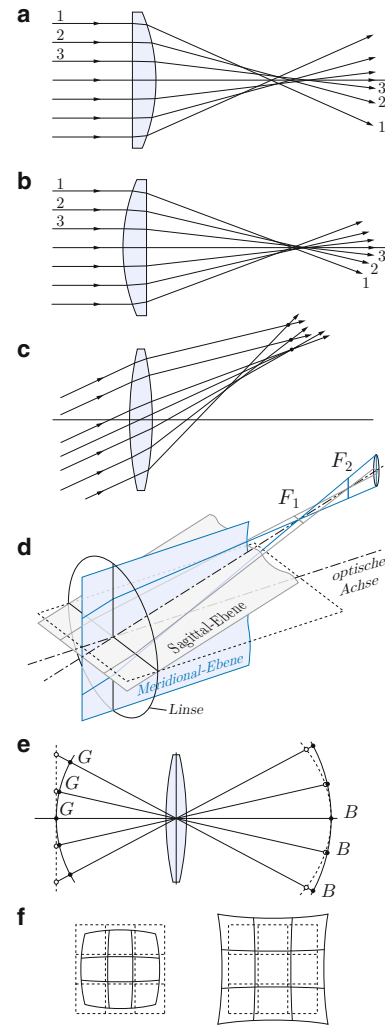 a
1
2
3
3
2
1
b
1
2
3
3
2
1
c
d
F₁
F₂
optische
Achse
Sagittal-Ebene
Meridional-Ebene
Linse
e
G
G
G
B
B
B
f